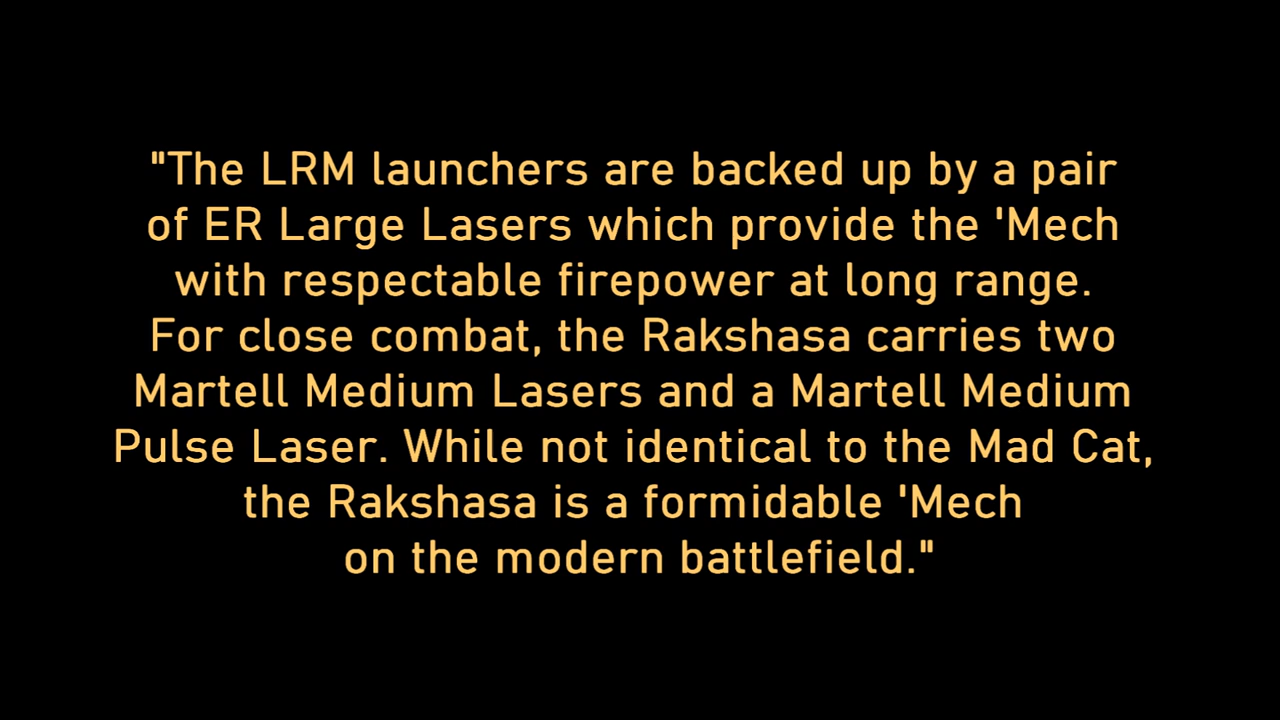 "The LRM launchers are backed up by a pair
of ER Large Lasers which provide the 'Mech
with respectable firepower at long range.
For close combat, the Rakshasa carries two
Martell Medium Lasers and a Martell Medium
Pulse Laser. While not identical to the Mad Cat,
the Rakshasa is a formidable 'Mech
on the modern battlefield."